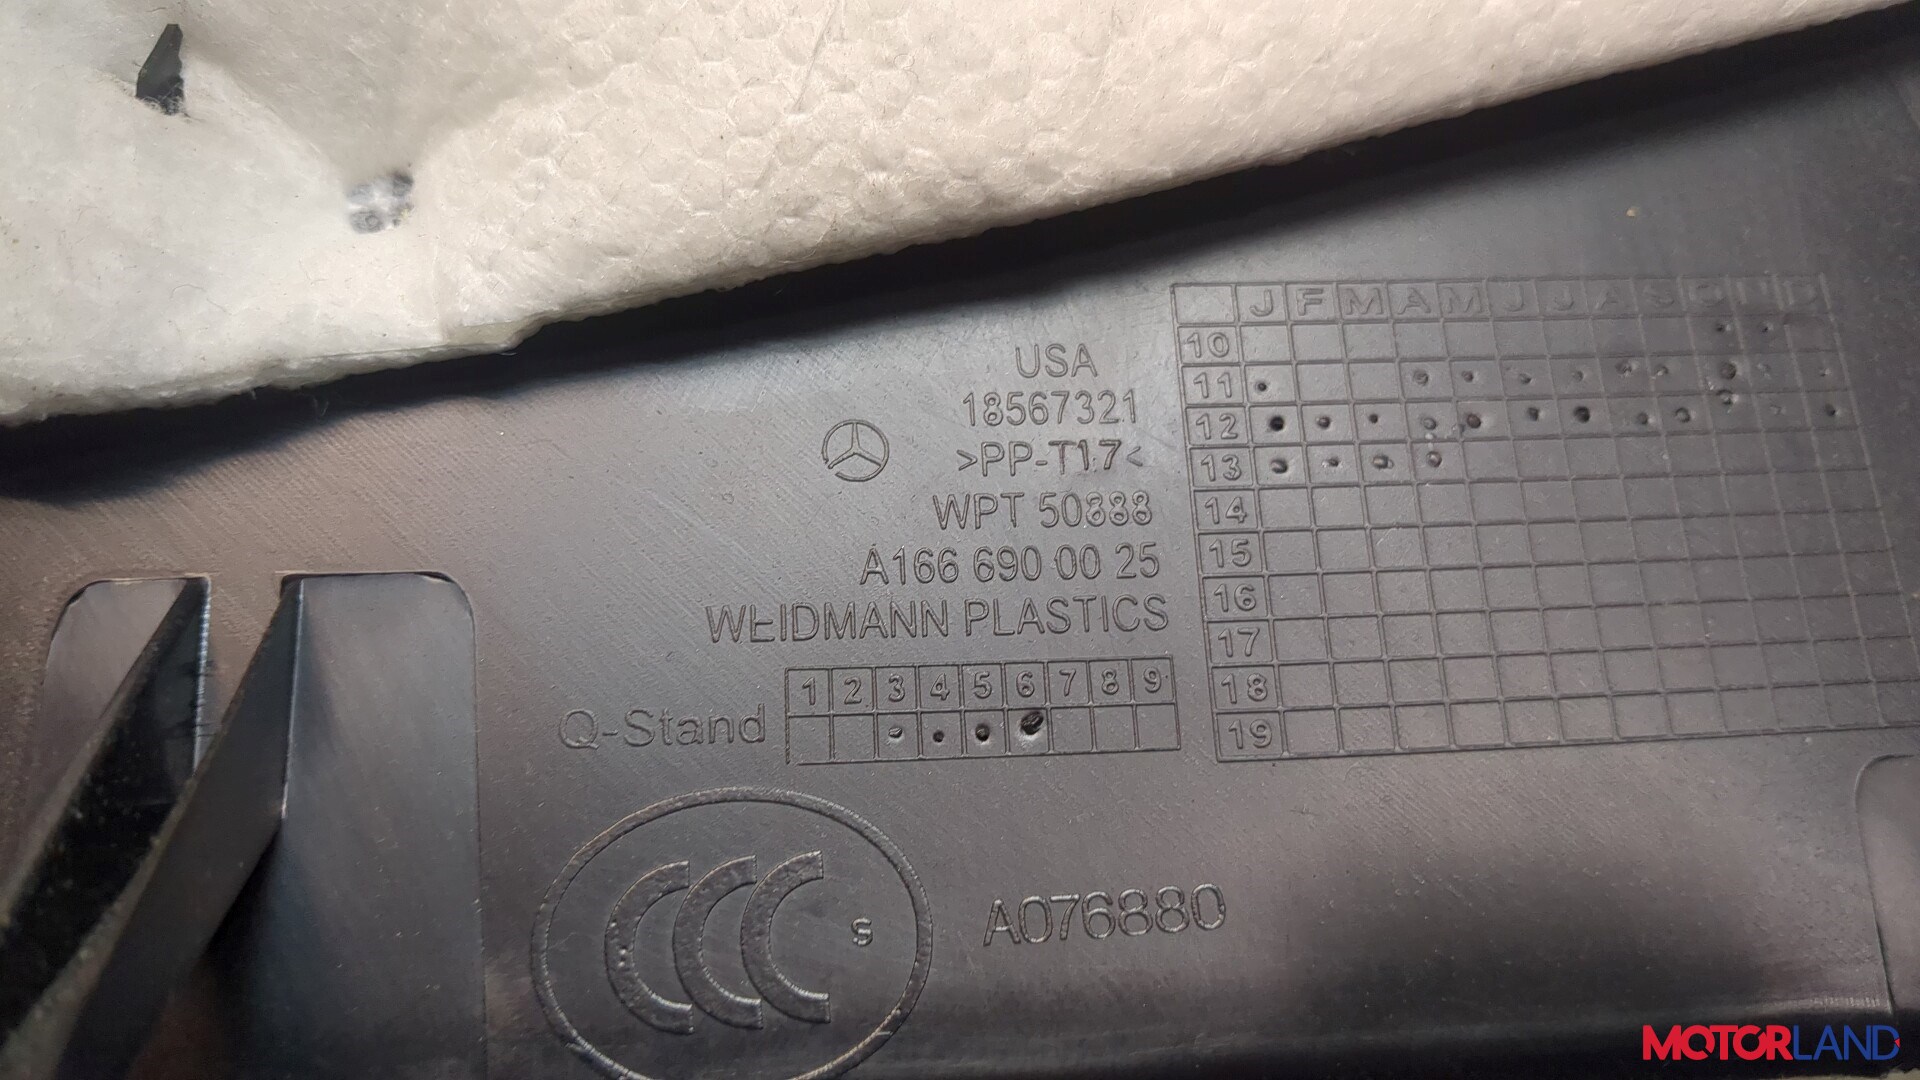 USA
18567321
>PP-T17<
WPT 50888
A166 690 00 25
WEIDMANN PLASTICS
Q-Stand
1 2 3 4 5 6 7 8 9
J F M A M J J A S O N D
10
11
12
13
14
15
16
17
18
19
CCC S
A076880
MOTORLAND